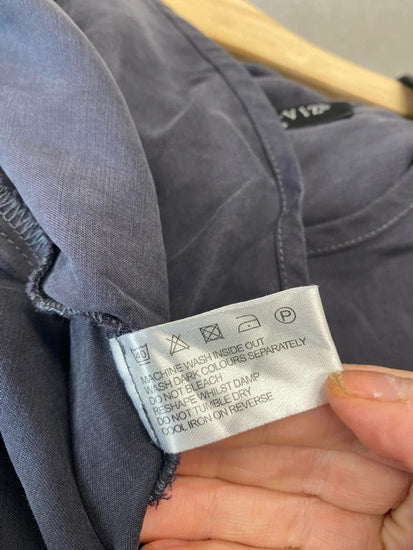 P
MACHINE WASH INSIDE OUT
WASH DARK COLOURS SEPARATELY
DO NOT BLEACH
RESHAPE WHILST DAMP
DO NOT TUMBLE DRY
COOL IRON ON REVERSE